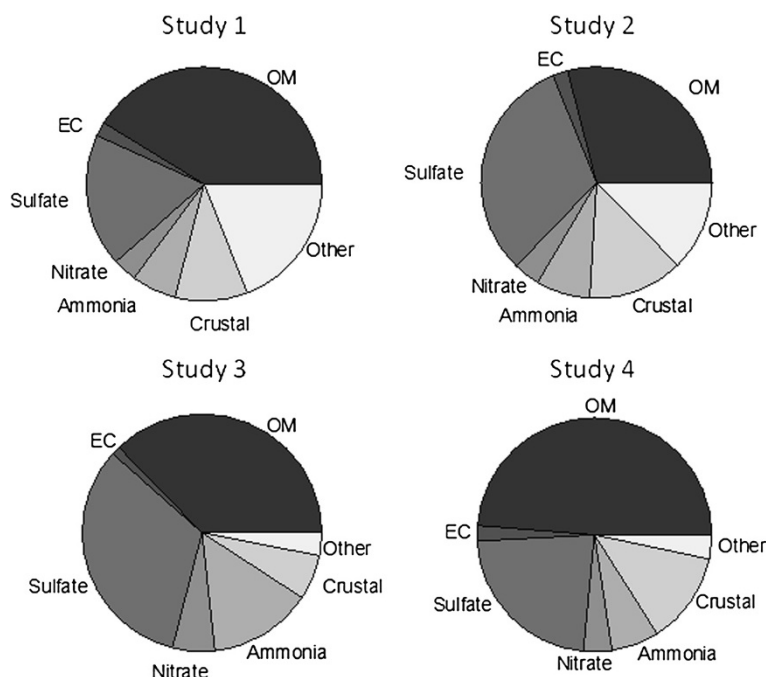 Study 1
OM
EC
Sulfate
Nitrate
Ammonia
Crustal
Other
Study 2
EC
OM
Sulfate
Nitrate
Ammonia
Crustal
Other
Study 3
EC
OM
Sulfate
Nitrate
Ammonia
Crustal
Other
Study 4
OM
EC
Sulfate
Nitrate
Ammonia
Crustal
Other